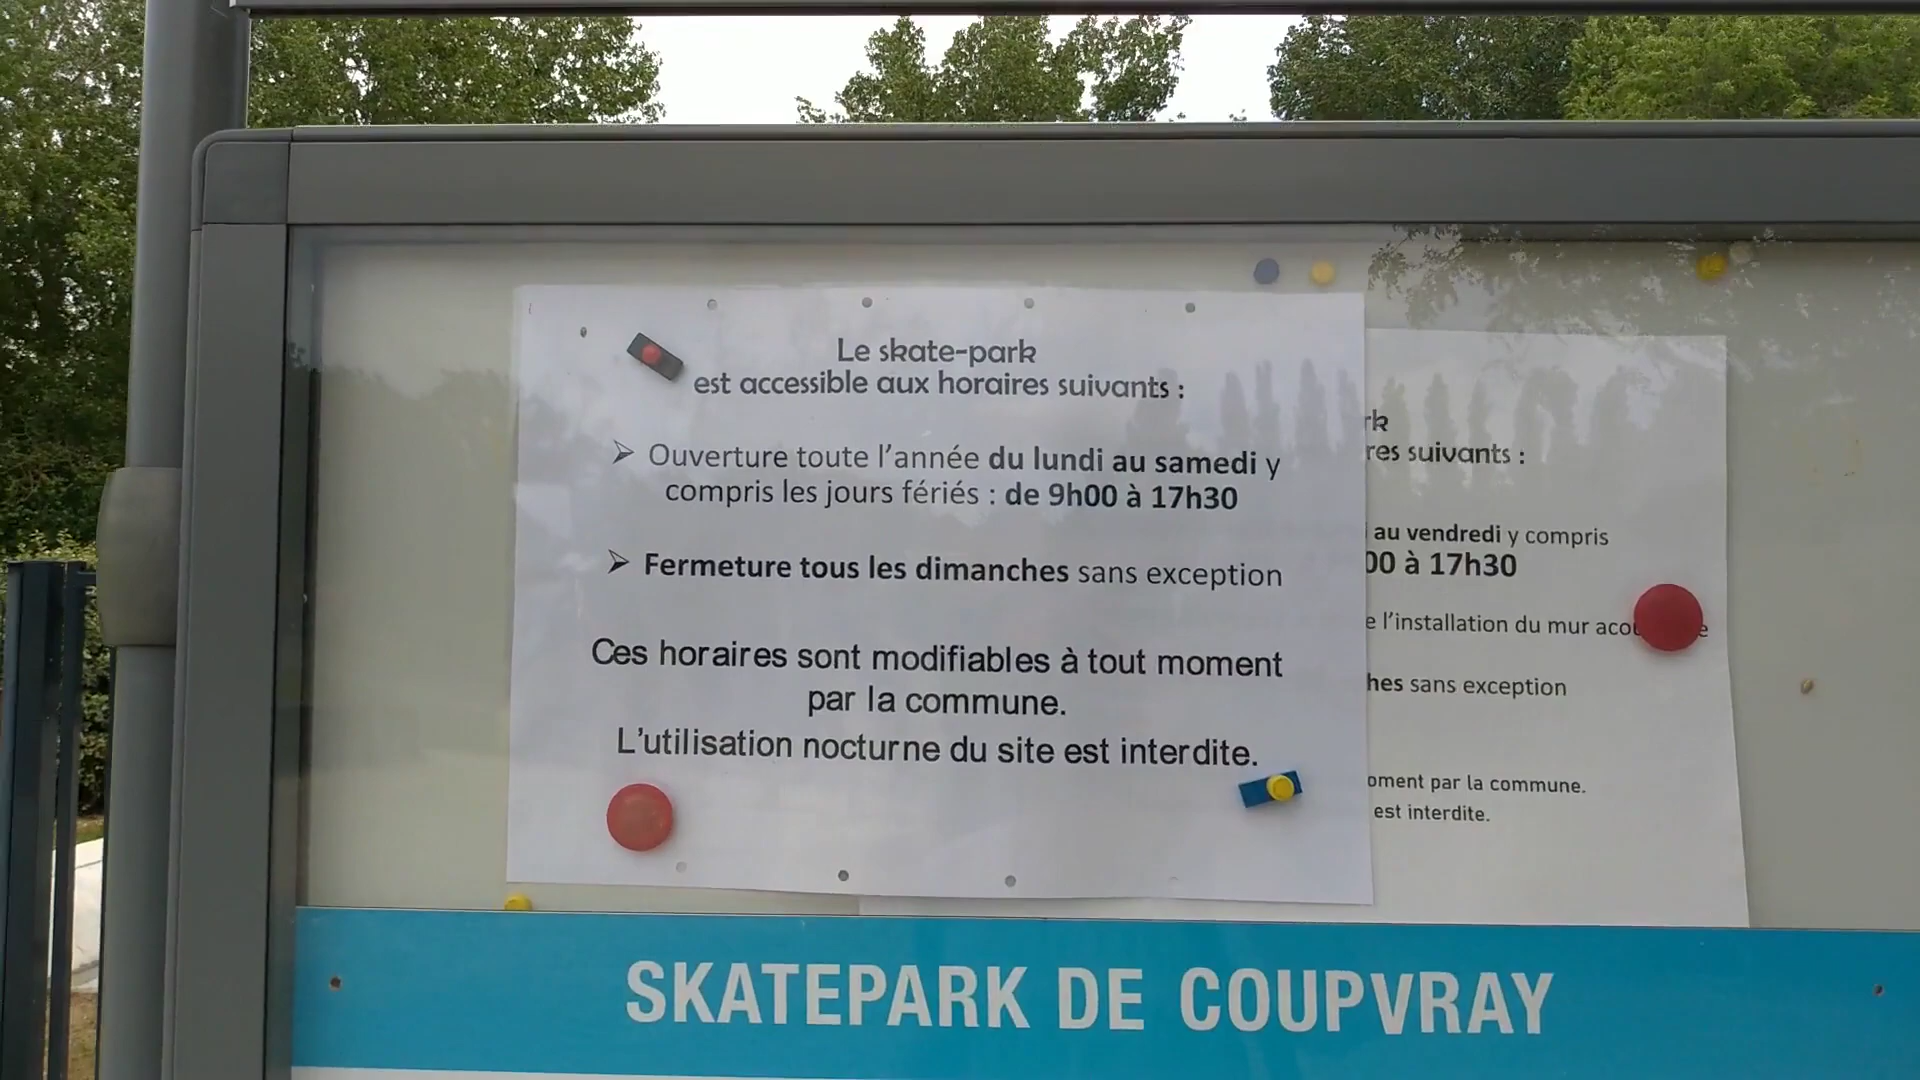 Le skate-park
est accessible aux horaires suivants :
Ouverture toute l'année du lundi au samedi y
compris les jours fériés : de 9h00 à 17h30
Fermeture tous les dimanches sans exception
Ces horaires sont modifiables à tout moment
par la commune.
L'utilisation nocturne du site est interdite.
rk
res suivants :
au vendredi y compris
00 à 17h30
e l'installation du mur
hes sans exception
oment par la commune.
est interdite.
SKATEPARK DE COUPVRAY